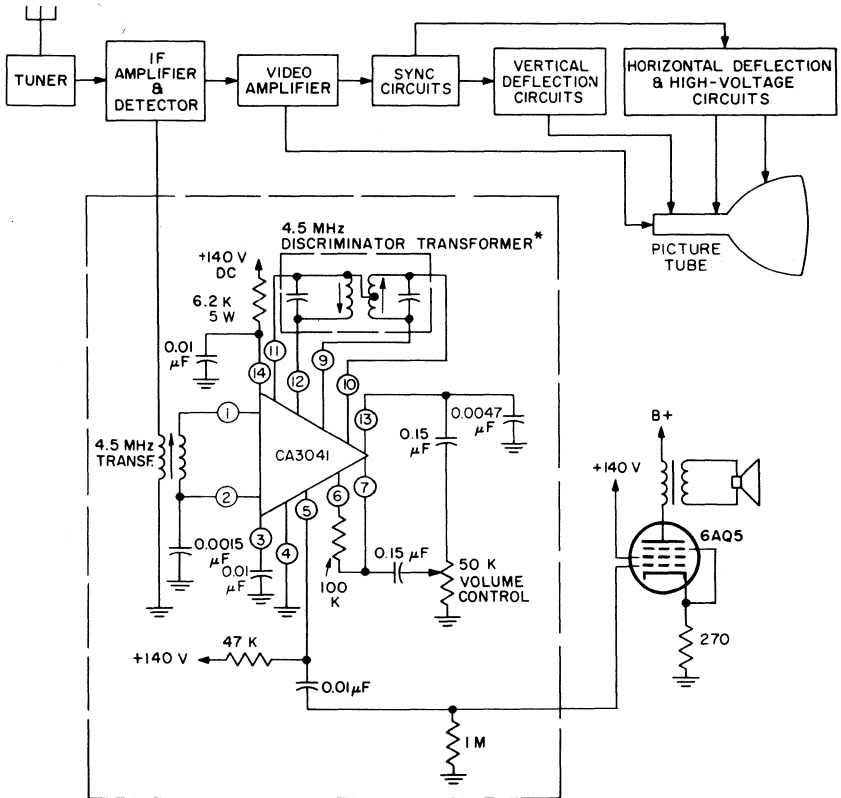 TUNER
IF
AMPLIFIER
&
DETECTOR
VIDEO
AMPLIFIER
SYNC
CIRCUITS
VERTICAL
DEFLECTION
CIRCUITS
HORIZONTAL DEFLECTION
& HIGH-VOLTAGE
CIRCUITS
PICTURE
TUBE
4.5 MHz
DISCRIMINATOR TRANSFORMER*
+140 V
DC
6.2 K
5 W
0.01
μF
11
12
9
10
14
13
1
2
3
4
5
6
7
4.5 MHz
TRANSF.
CA3041
0.15
μF
0.0047
μF
0.0015
μF
0.01
μF
100
K
0.15 μF
50 K
VOLUME
CONTROL
B+
+140 V
6AQ5
270
47 K
+140 V
0.01μF
1 M